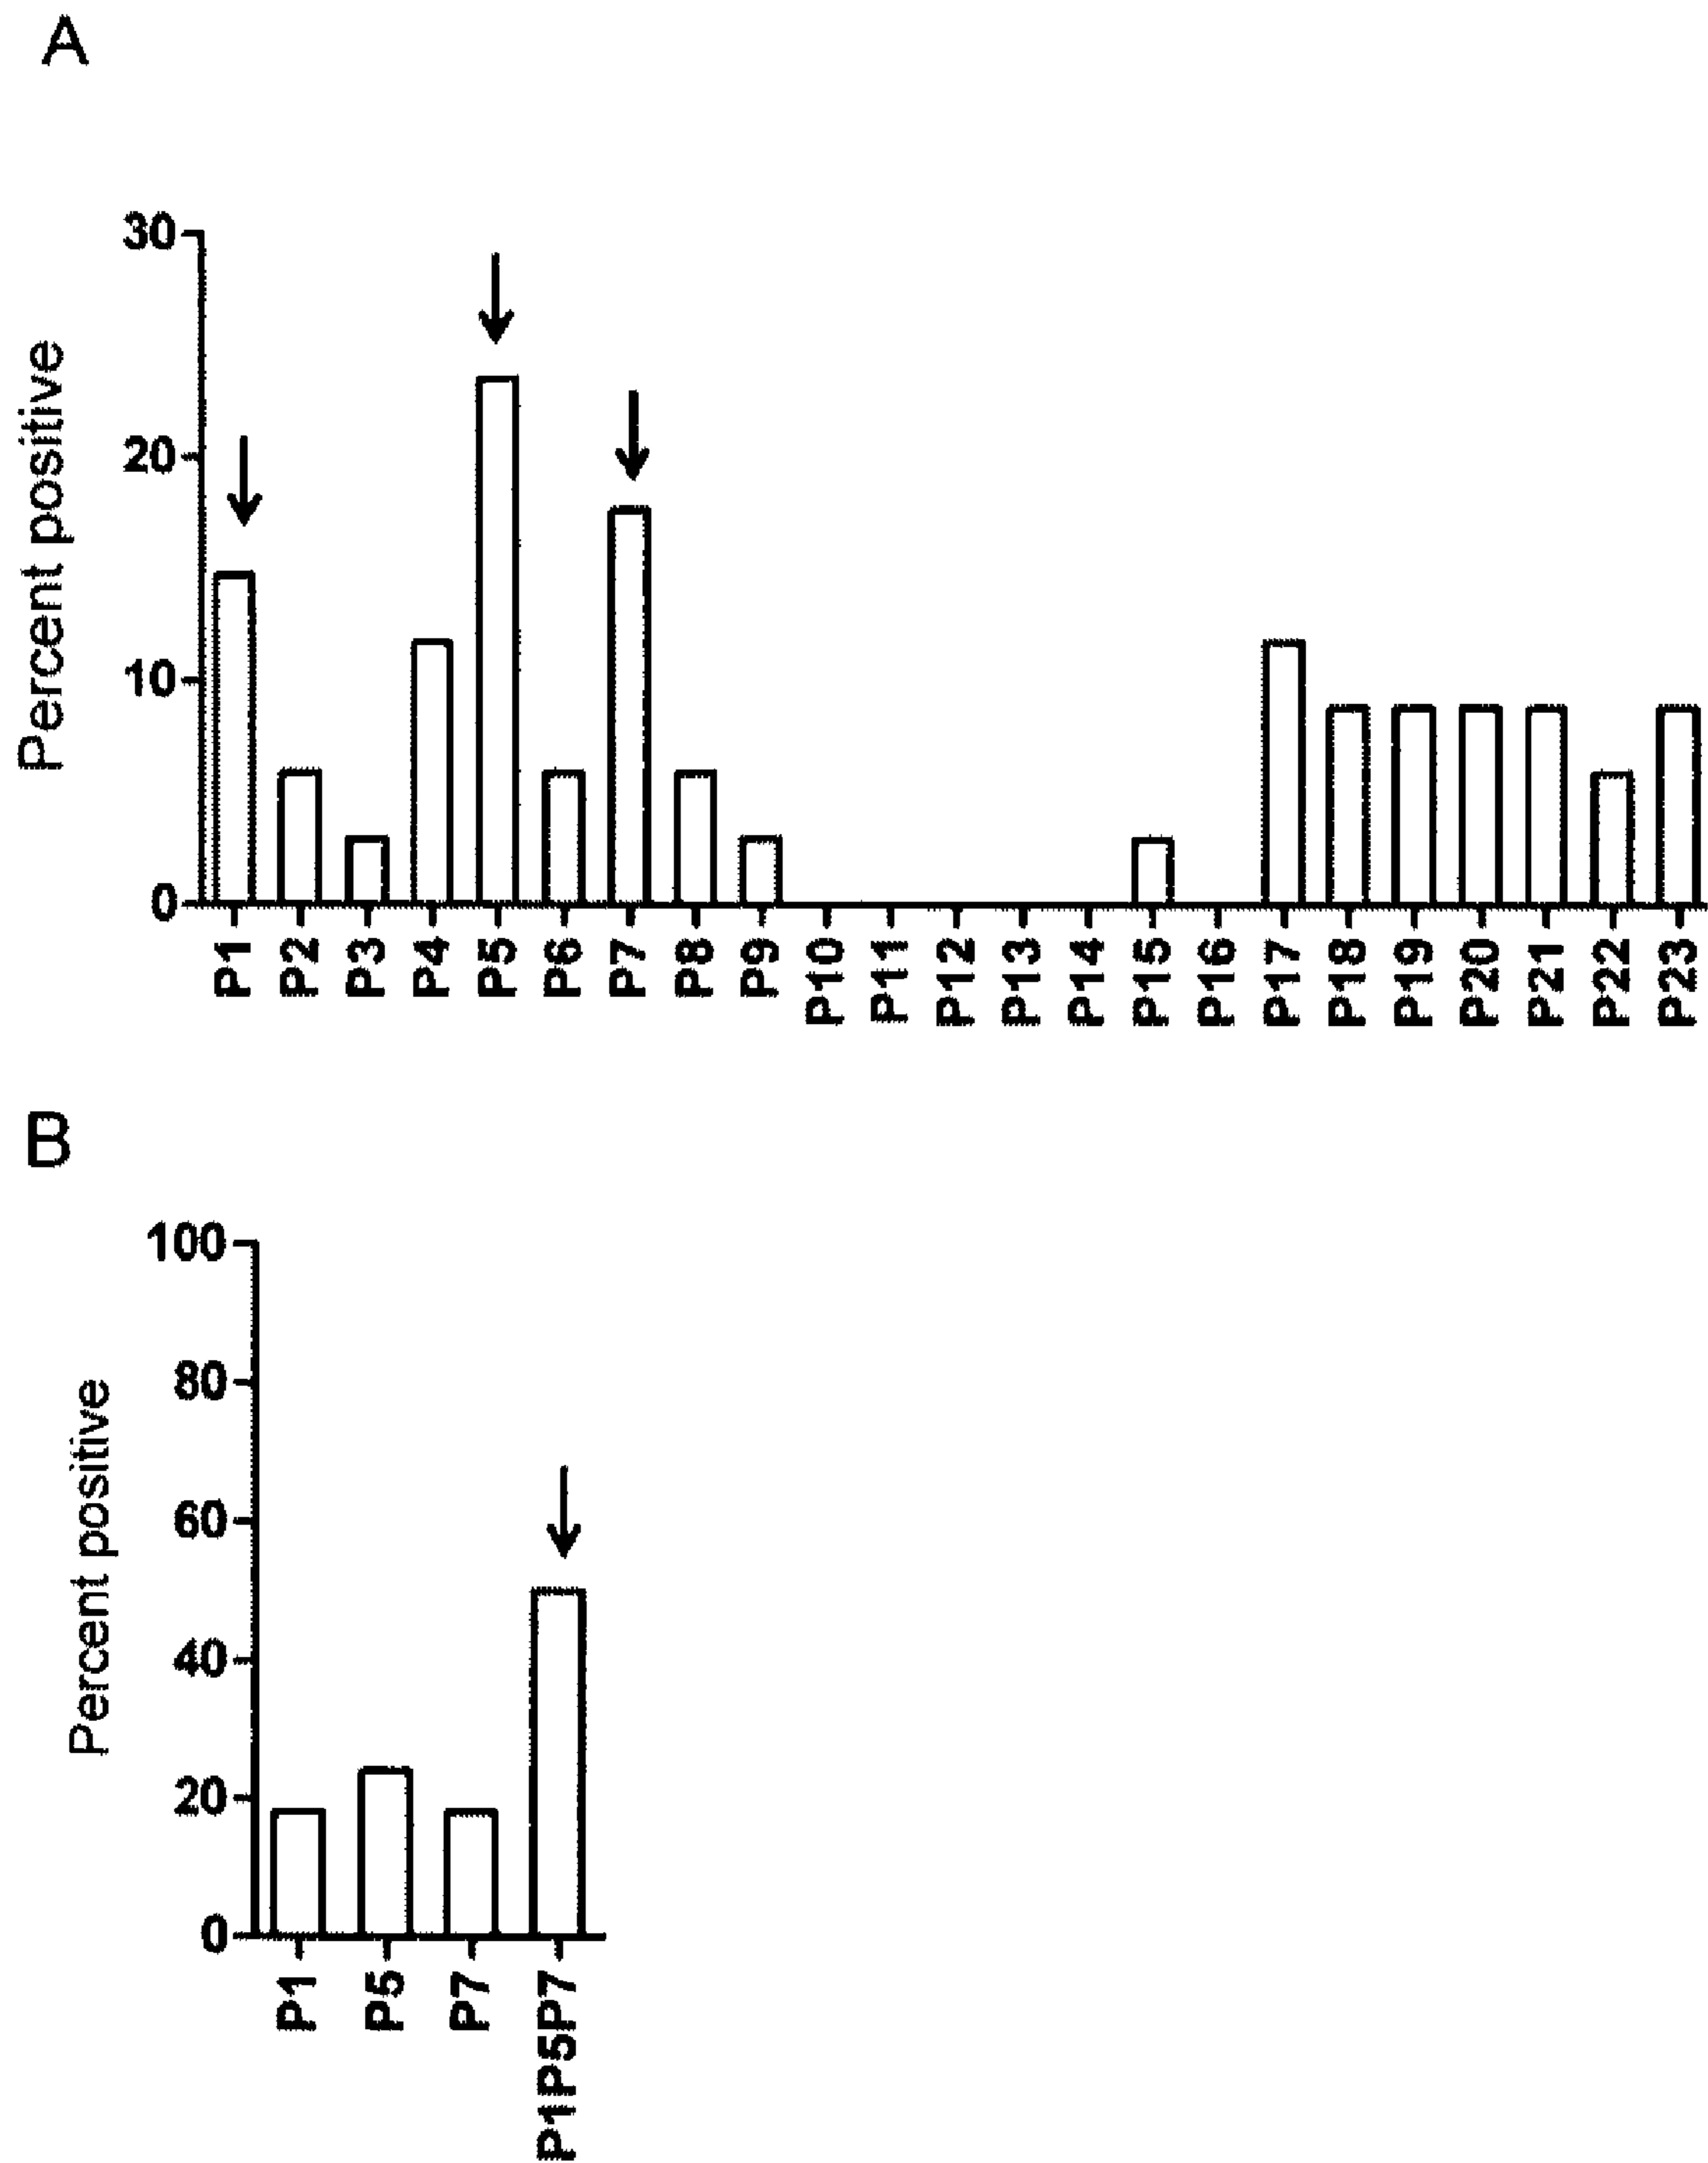 A
Percent positive
30
20
10
0
P1 P2 P3 P4 P5 P6 P7 P8 P9 P10 P11 P12 P13 P14 P15 P16 P17 P18 P19 P20 P21 P22 P23
B
Percent positive
100
80
60
40
20
0
P1 P5 P7 P1P5P7